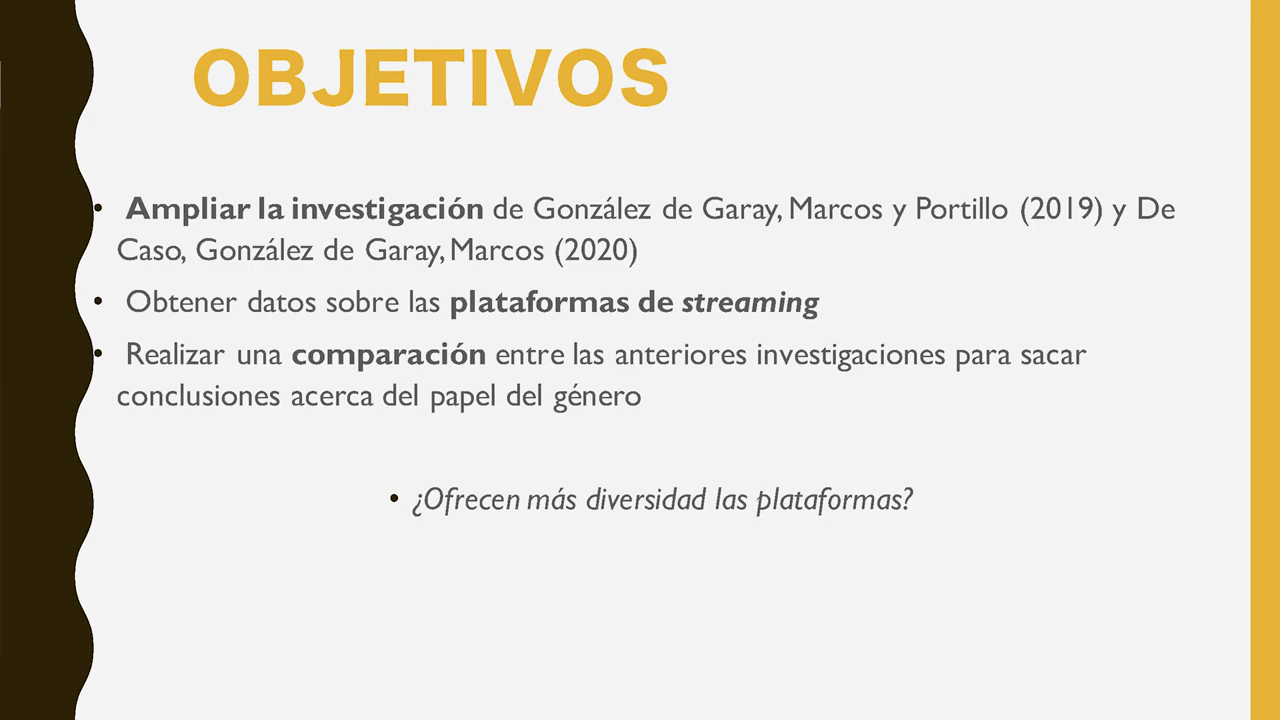 OBJETIVOS
• Ampliar la investigación de González de Garay, Marcos y Portillo (2019) y De
Caso, González de Garay, Marcos (2020)
• Obtener datos sobre las plataformas de streaming
• Realizar una comparación entre las anteriores investigaciones para sacar
conclusiones acerca del papel del género
• ¿Ofrecen más diversidad las plataformas?